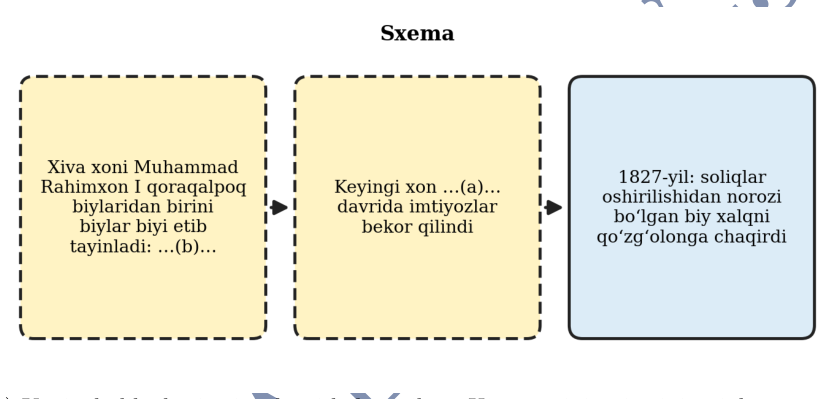 Sxema
Xiva xoni Muhammad
Rahimxon I qoraqalpoq
biylaridan birini
biylar biyi etib
tayinladi: ...(b)...
Keyingi xon ...(a)...
davrida imtiyozlar
bekor qilindi
1827-yil: soliqlar
oshirilishidan norozi
bo‘lgan biy xalqni
qo‘zg‘olonga chaqirdi